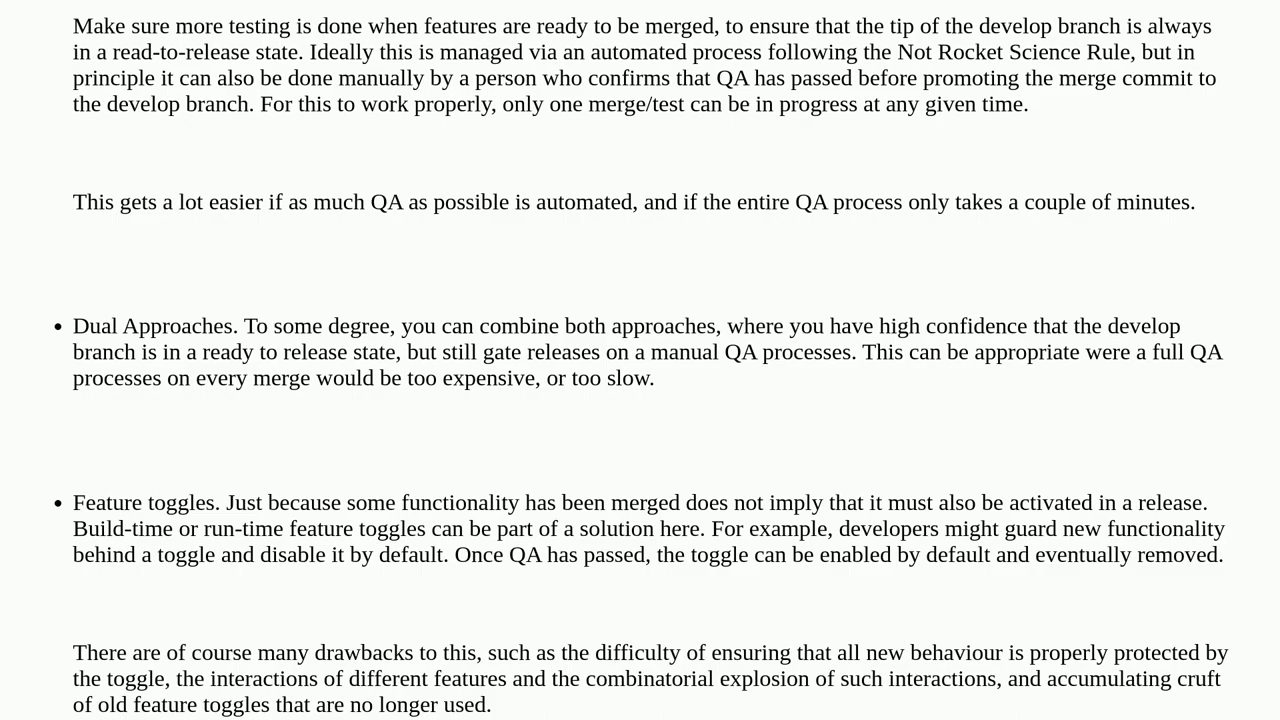 Make sure more testing is done when features are ready to be merged, to ensure that the tip of the develop branch is always
in a read-to-release state. Ideally this is managed via an automated process following the Not Rocket Science Rule, but in
principle it can also be done manually by a person who confirms that QA has passed before promoting the merge commit to
the develop branch. For this to work properly, only one merge/test can be in progress at any given time.
This gets a lot easier if as much QA as possible is automated, and if the entire QA process only takes a couple of minutes.
• Dual Approaches. To some degree, you can combine both approaches, where you have high confidence that the develop
branch is in a ready to release state, but still gate releases on a manual QA processes. This can be appropriate were a full QA
processes on every merge would be too expensive, or too slow.
• Feature toggles. Just because some functionality has been merged does not imply that it must also be activated in a release.
Build-time or run-time feature toggles can be part of a solution here. For example, developers might guard new functionality
behind a toggle and disable it by default. Once QA has passed, the toggle can be enabled by default and eventually removed.
There are of course many drawbacks to this, such as the difficulty of ensuring that all new behaviour is properly protected by
the toggle, the interactions of different features and the combinatorial explosion of such interactions, and accumulating cruft
of old feature toggles that are no longer used.